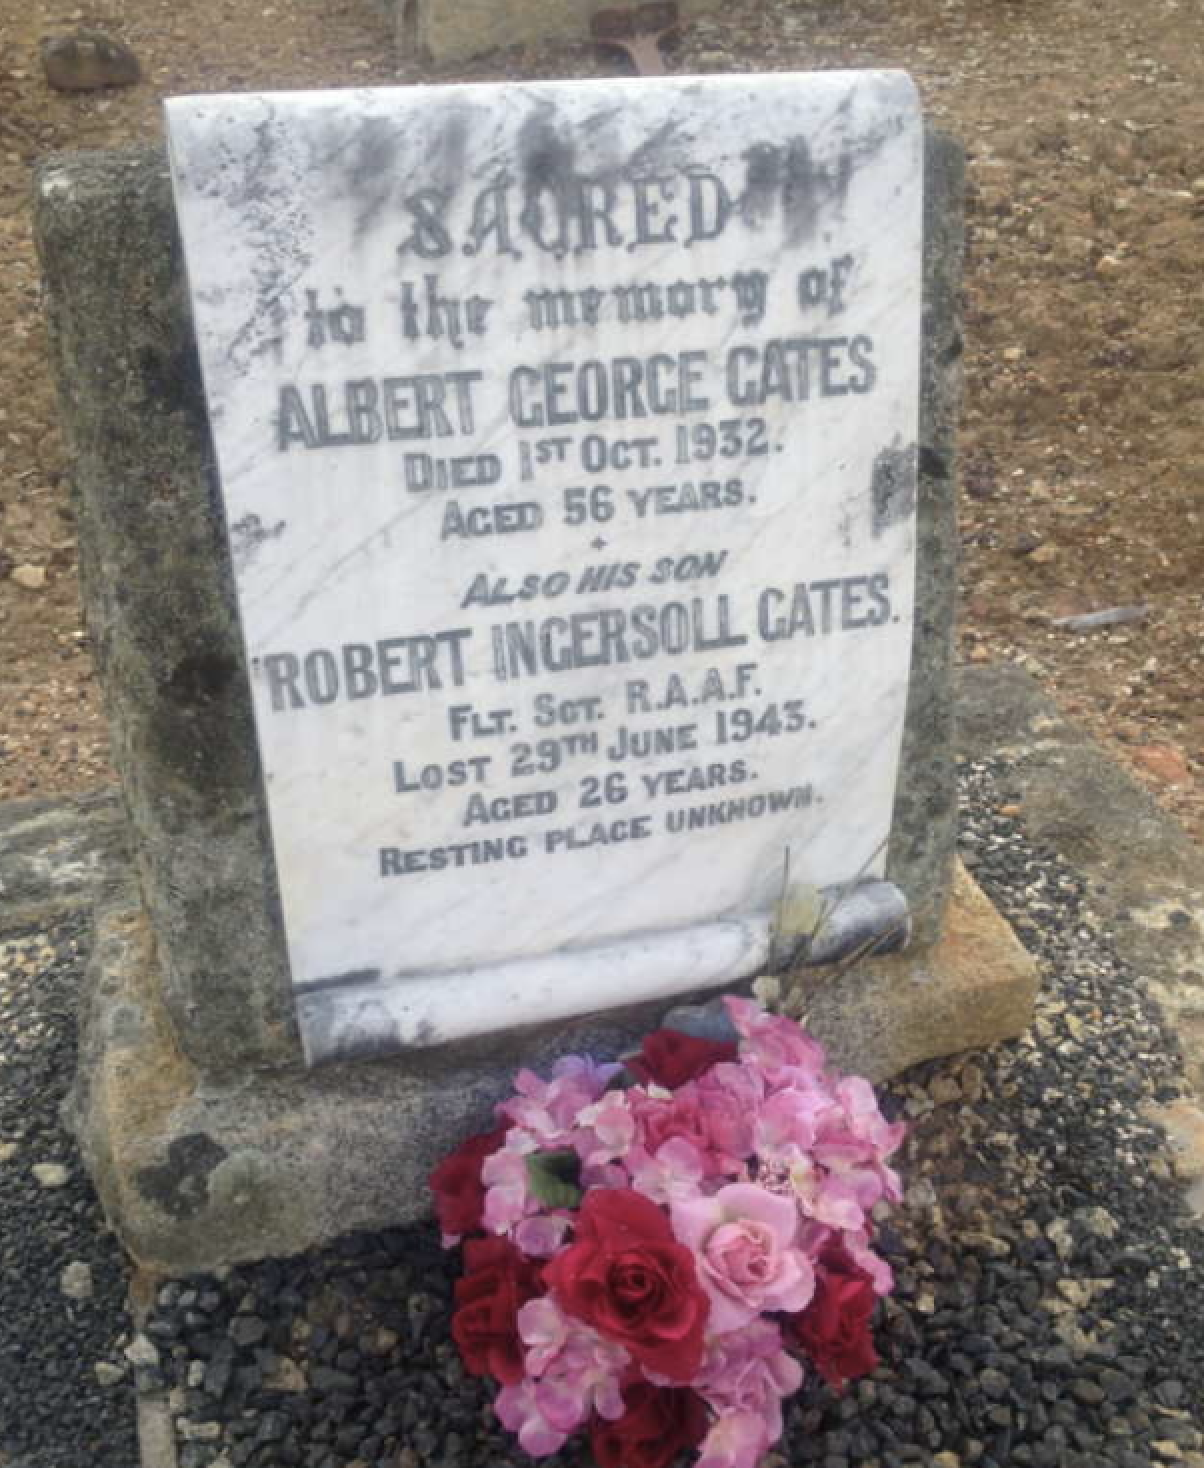 SACRED
to the memory of
ALBERT GEORGE GATES
DIED 1ST OCT. 1932.
AGED 56 YEARS.
ALSO HIS SON
ROBERT INGERSOLL GATES.
FLT. SGT. R.A.A.F.
LOST 29TH JUNE 1943.
AGED 26 YEARS.
RESTING PLACE UNKNOWN.